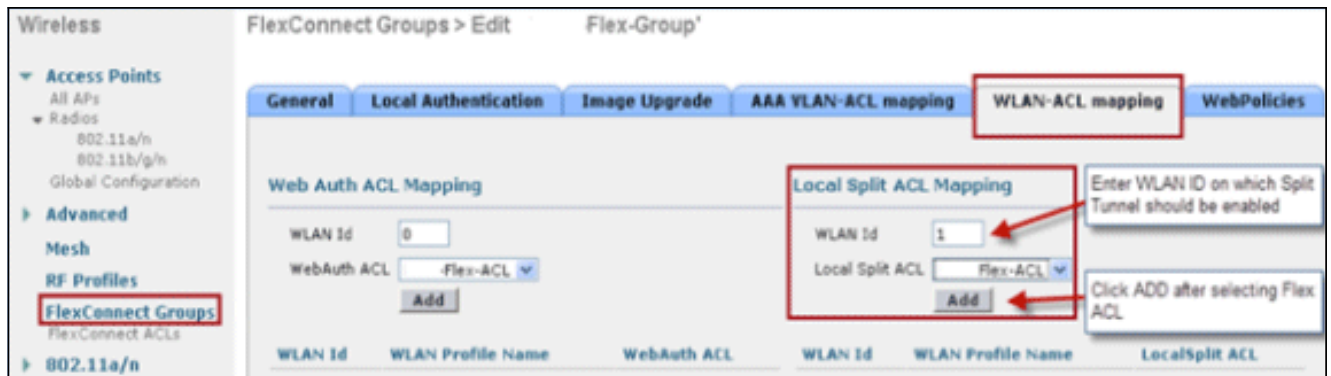 Wireless
Access Points
All APs
Radios
802.11a/n
802.11b/g/n
Global Configuration
Advanced
Mesh
RF Profiles
FlexConnect Groups
FlexConnect ACLs
802.11a/n
FlexConnect Groups > Edit Flex-Group'
General Local Authentication Image Upgrade AAA VLAN-ACL mapping WLAN-ACL mapping WebPolicies
Web Auth ACL Mapping
WLAN Id 0
WebAuth ACL -Flex-ACL
Add
WLAN Id WLAN Profile Name WebAuth ACL
Local Split ACL Mapping
WLAN Id 1
Local Split ACL Flex-ACL
Add
WLAN Id WLAN Profile Name LocalSplit ACL
Enter WLAN ID on which Split
Tunnel should be enabled
Click ADD after selecting Flex
ACL